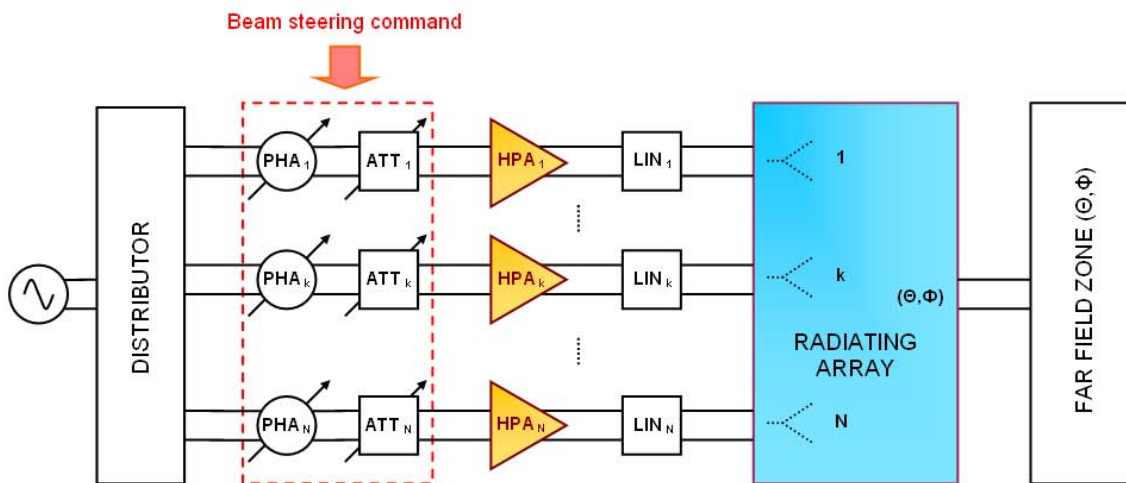 Beam steering command
DISTRIBUTOR
PHA1
ATT1
HPA1
LIN1
1
PHAk
ATTk
HPAk
LINk
k
(Θ,Φ)
RADIATING
ARRAY
PHAN
ATTN
HPAN
LINN
N
FAR FIELD ZONE (Θ,Φ)